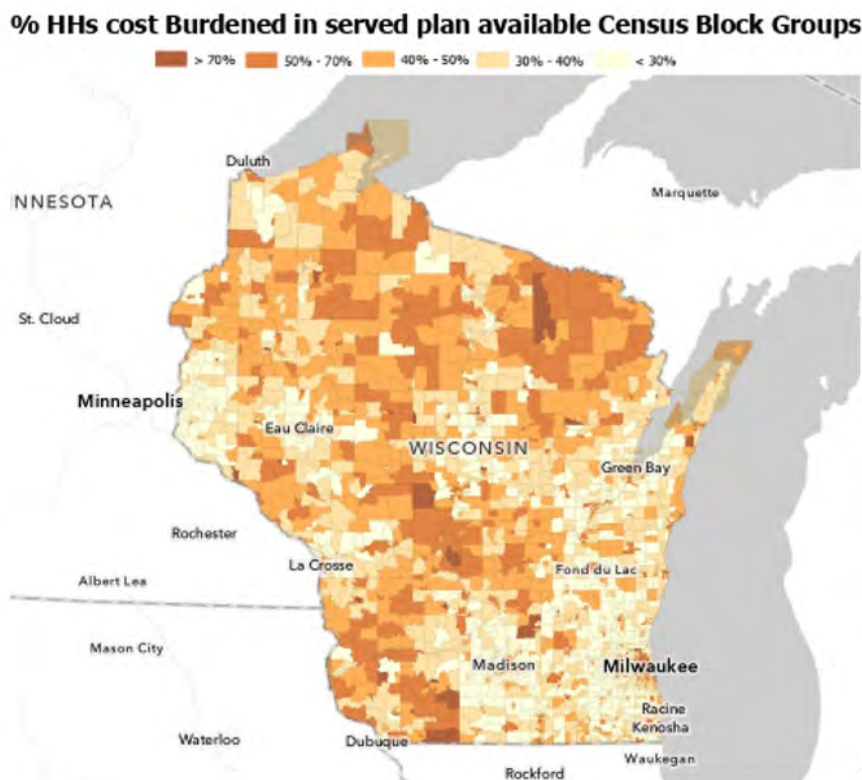 % HHs cost Burdened in served plan available Census Block Groups
> 70% 50% - 70% 40% - 50% 30% - 40% < 30%
Duluth
Marquette
NNESOTA
St. Cloud
Minneapolis
Eau Claire
WISCONSIN
Green Bay
Rochester
La Crosse
Fond du Lac
Albert Lea
Mason City
Madison
Milwaukee
Racine
Kenosha
Waterloo
Dubuque
Waukegan
Rockford